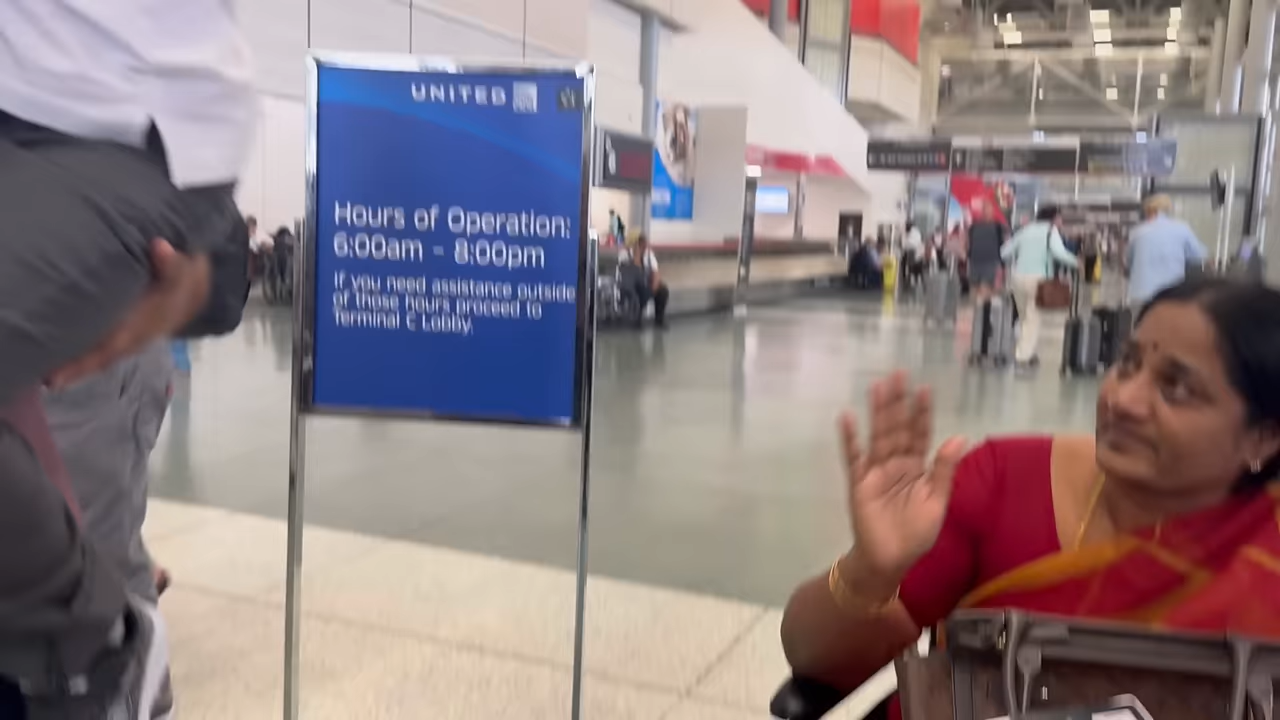 UNITED
Hours of Operation:
6:00am - 8:00pm
If you need assistance outside
of those hours proceed to
Terminal C Lobby.